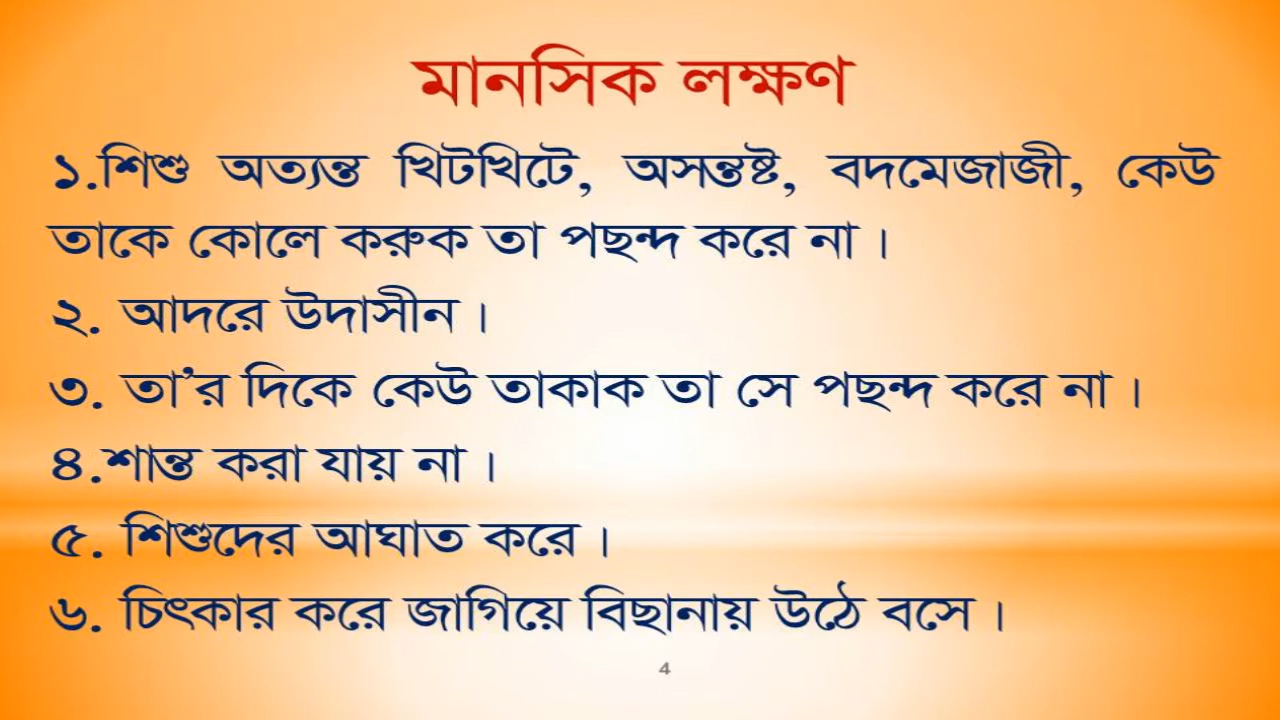 মানসিক লক্ষণ
১.শিশু অত্যন্ত খিটখিটে, অসন্তষ্ট, বদমেজাজী, কেউ
তাকে কোলে করুক তা পছন্দ করে না।
২. আদরে উদাসীন।
৩. তা’র দিকে কেউ তাকাক তা সে পছন্দ করে না।
৪.শান্ত করা যায় না।
৫. শিশুদের আঘাত করে।
৬. চিৎকার করে জাগিয়ে বিছানায় উঠে বসে।
4